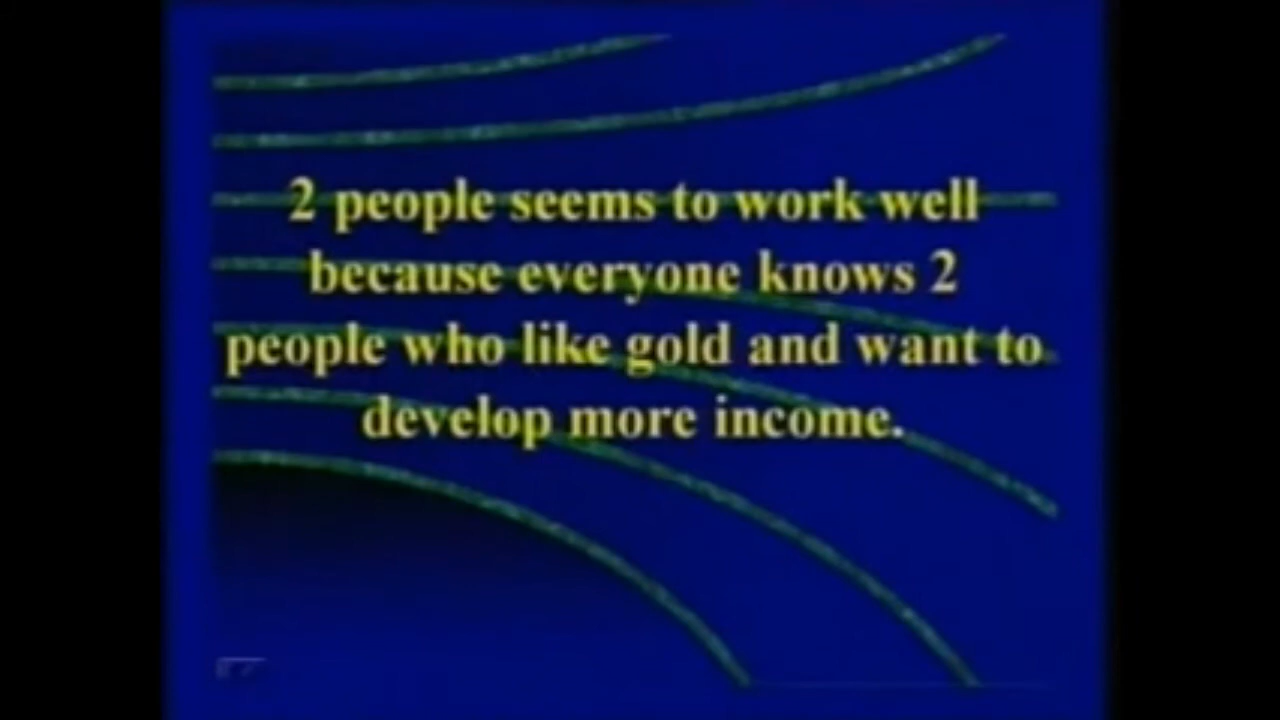 2 people seems to work well
because everyone knows 2
people who like gold and want to
develop more income.